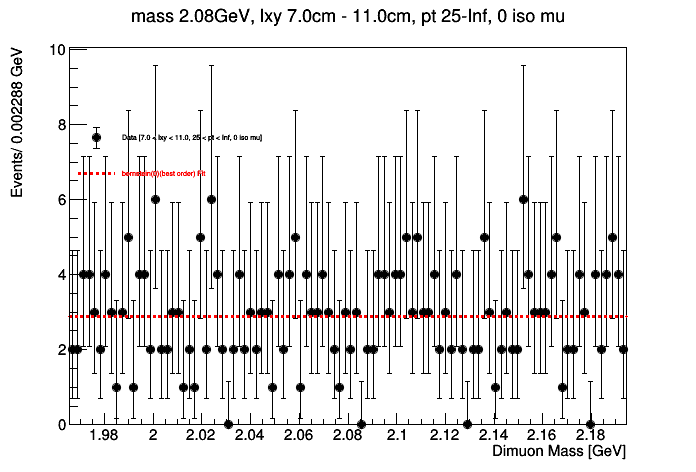 mass 2.08GeV, lxy 7.0cm - 11.0cm, pt 25-Inf, 0 iso mu
Events/ 0.002288 GeV
10
8
6
4
2
0
Data [7.0 < lxy < 11.0, 25 < pt < Inf, 0 iso mu]
bernstein(0)(best order) Fit
1.98 2 2.02 2.04 2.06 2.08 2.1 2.12 2.14 2.16 2.18
Dimuon Mass [GeV]